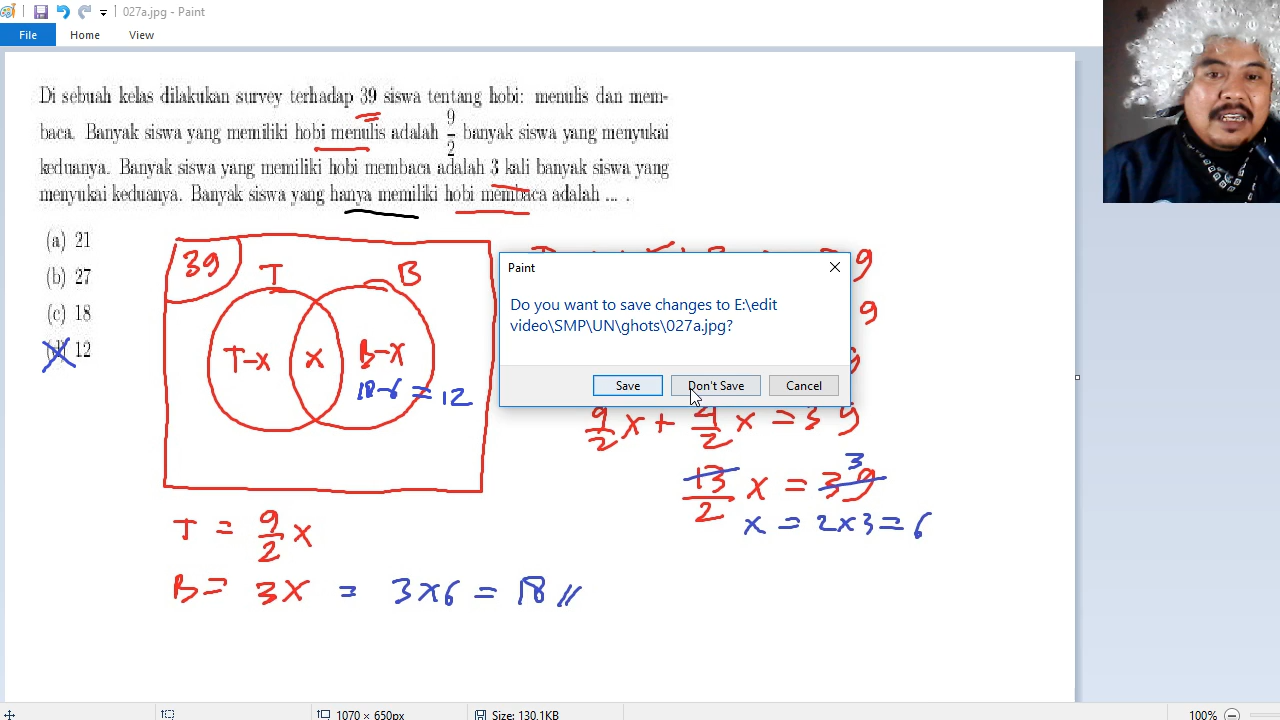 027a.jpg - Paint
File Home View
Di sebuah kelas dilakukan survey terhadap 39 siswa tentang hobi: menulis dan mem-
baca. Banyak siswa yang memiliki hobi menulis adalah 9/2 banyak siswa yang menyukai
keduanya. Banyak siswa yang memiliki hobi membaca adalah 3 kali banyak siswa yang
menyukai keduanya. Banyak siswa yang hanya memiliki hobi membaca adalah ... .
(a) 21
(b) 27
(c) 18
(d) 12
39
T B
T-x x B-x
18-6 = 12
9
9
Paint
Do you want to save changes to E:\edit
video\SMP\UN\ghots\027a.jpg?
Save Don't Save Cancel
9/2 x + 4/2 x = 39
13/2 x = 39 3
x = 2x3 = 6
T = 9/2 x
B = 3x = 3x6 = 18 //
1070 × 650px Size: 130.1KB 100%